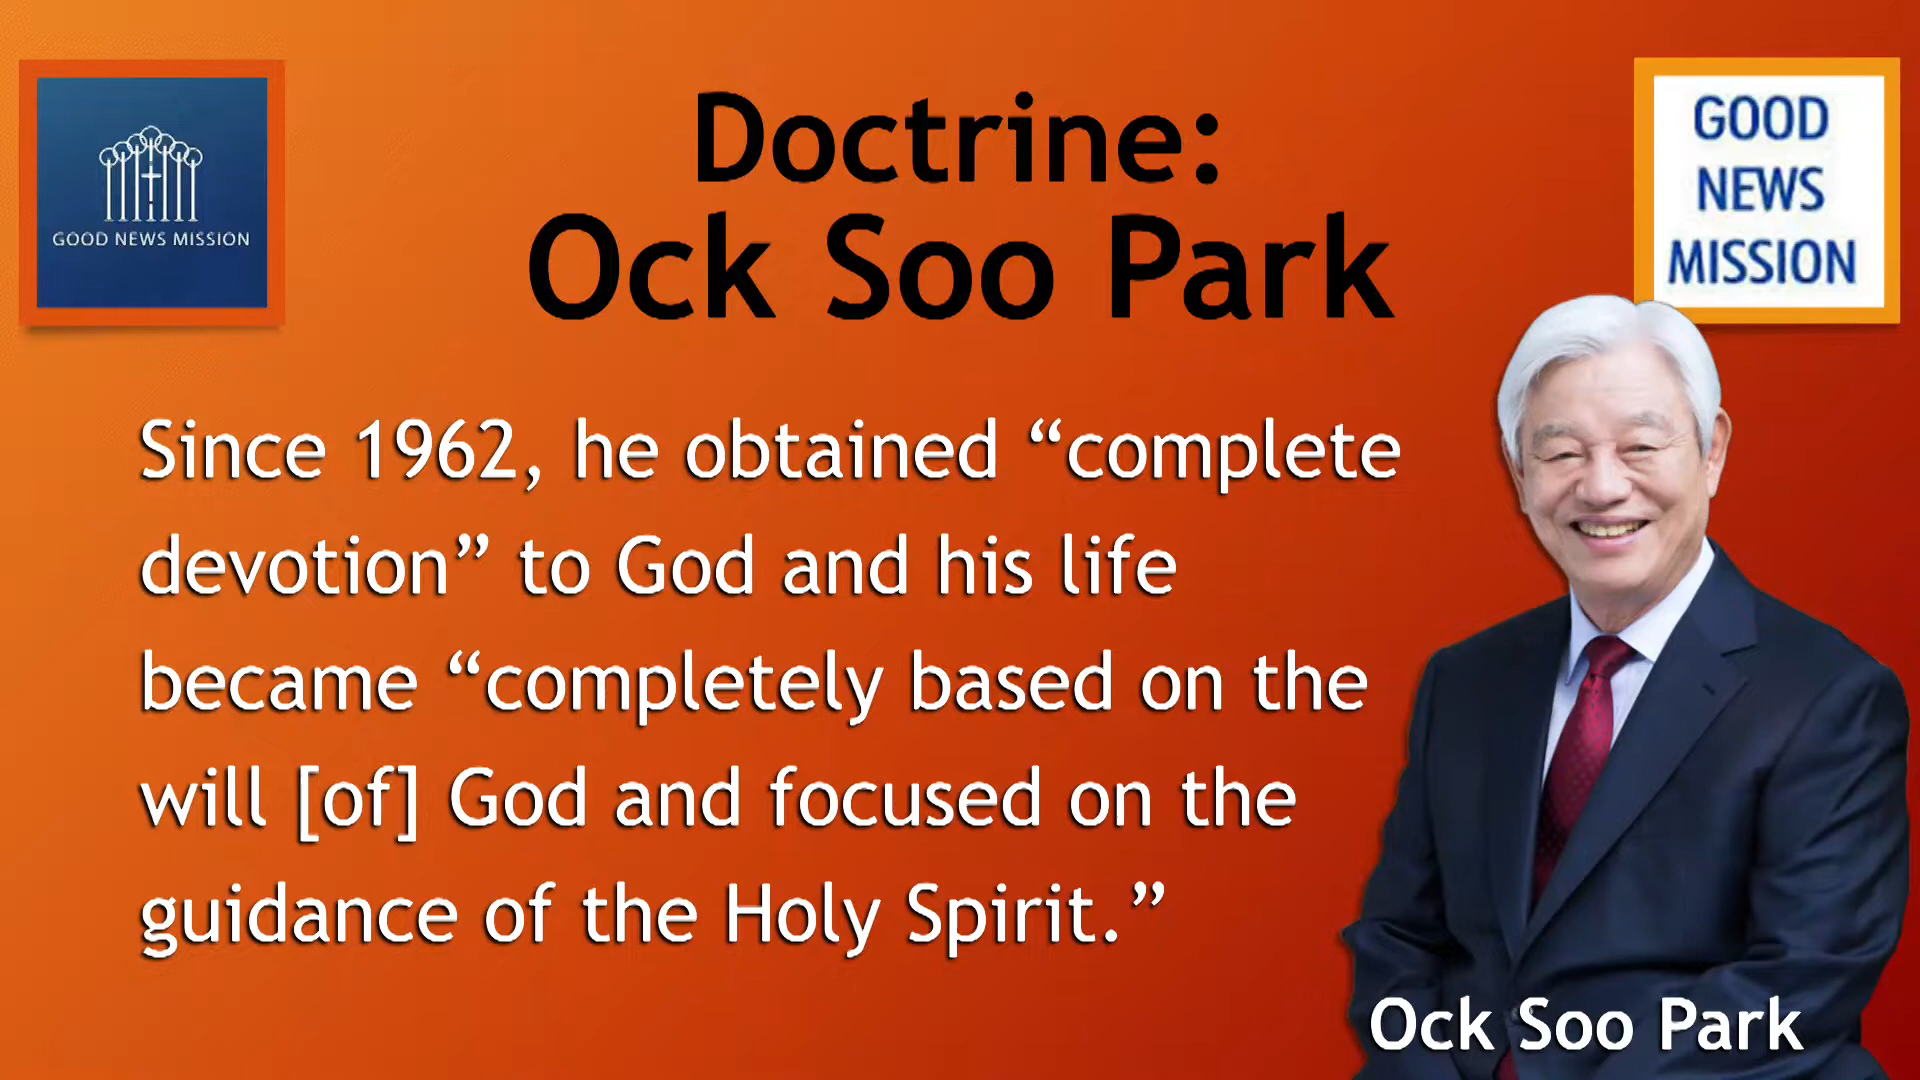 GOOD NEWS MISSION
Doctrine:
Ock Soo Park
GOOD
NEWS
MISSION
Since 1962, he obtained “complete
devotion” to God and his life
became “completely based on the
will [of] God and focused on the
guidance of the Holy Spirit.”
Ock Soo Park